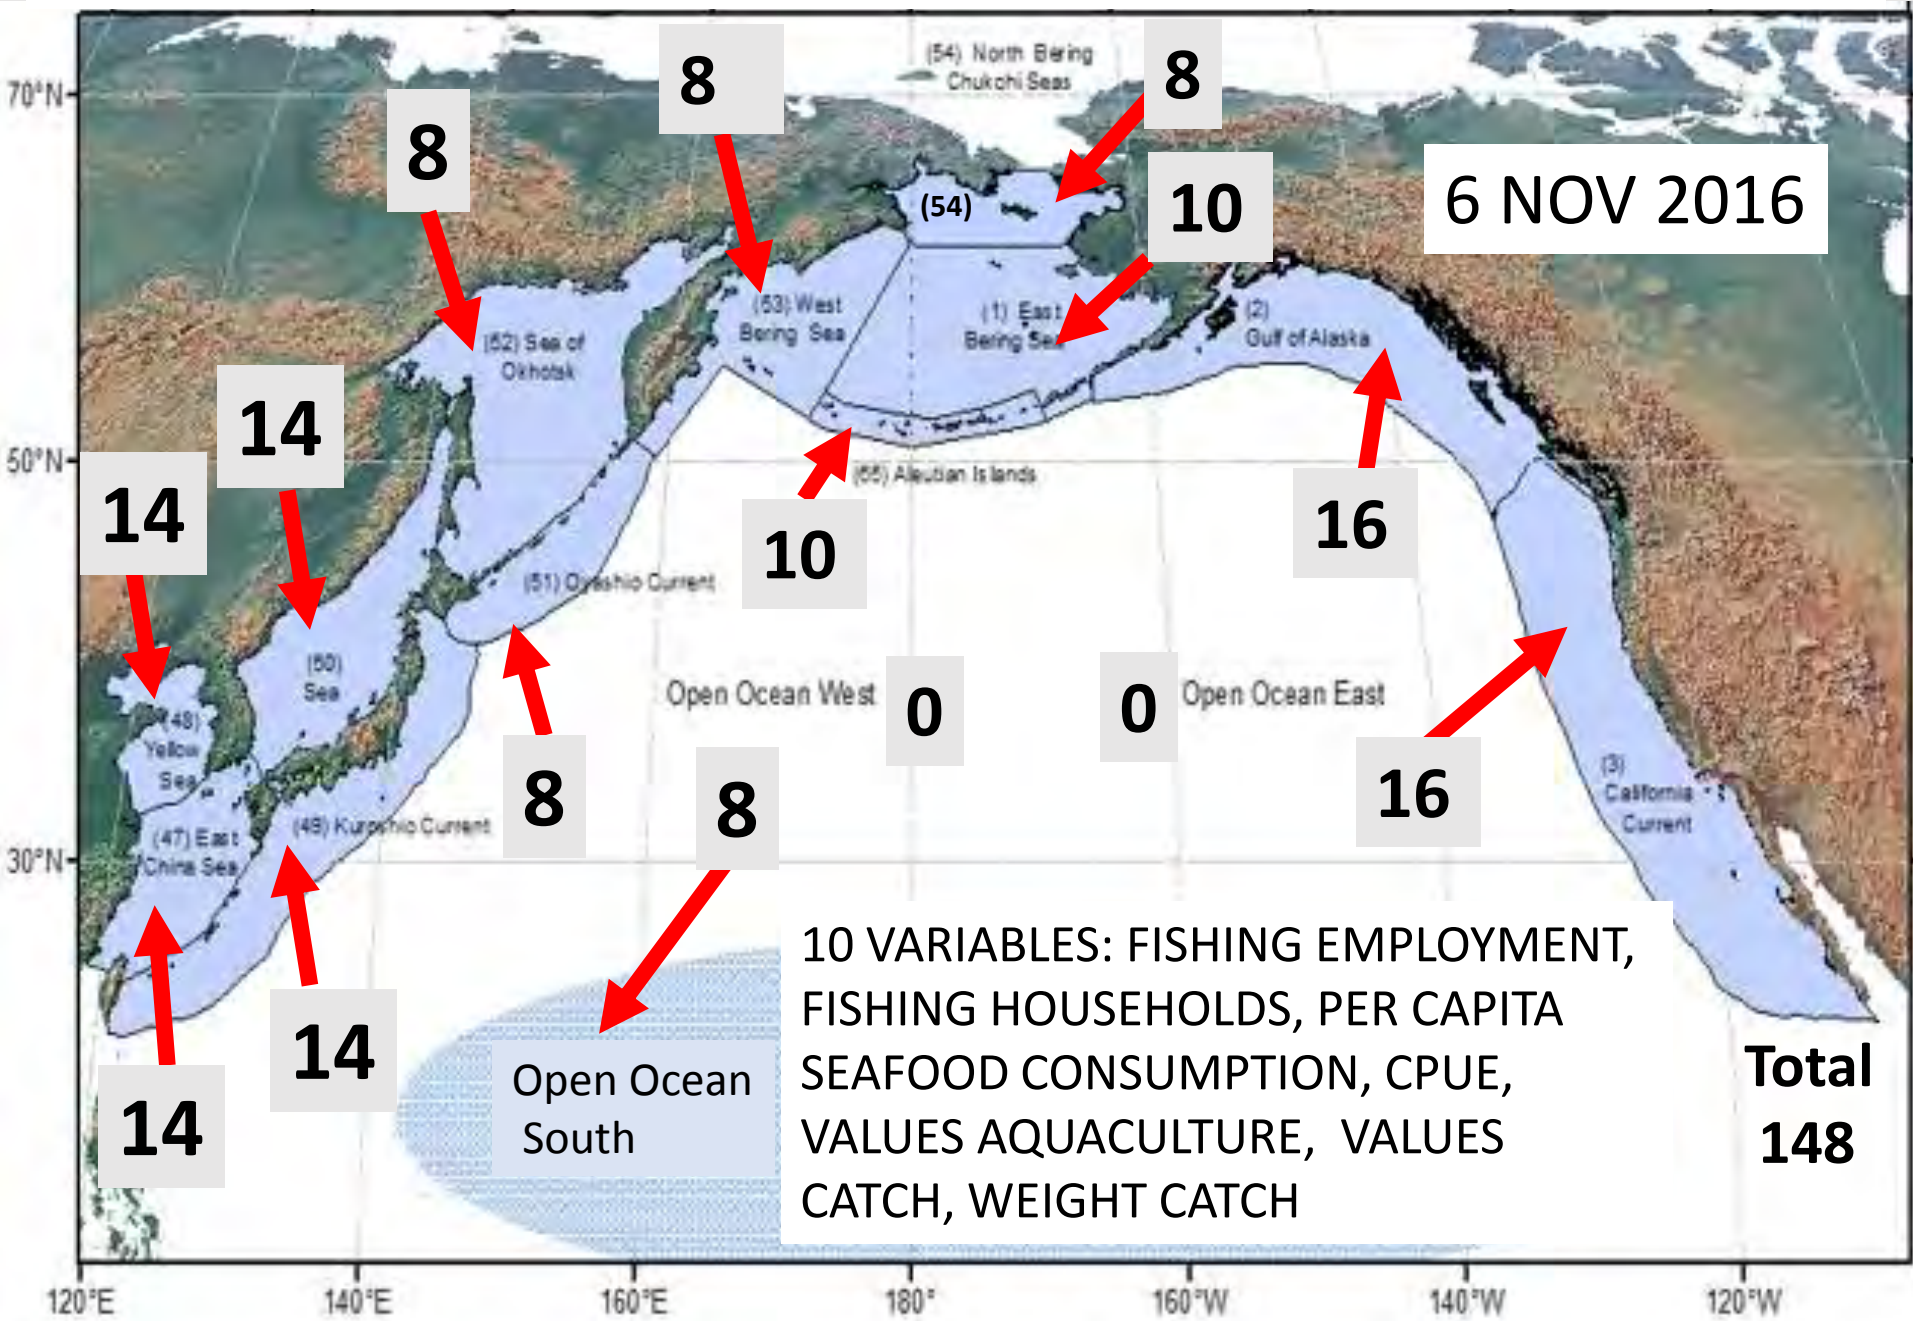 (54) North Bering
Chukchi Seas
8
8
8
70°N
10
6 NOV 2016
(54)
(53) West
Bering Sea
(1) East
Bering Sea
(2)
Gulf of Alaska
(52) Sea of
Okhotsk
14
50°N
14
(55) Aleutian Islands
10
16
(51) Oyashio Current
(50)
Sea
Open Ocean West
0
0
Open Ocean East
(48)
Yellow
Sea
8
8
16
(3)
California
Current
(49) Kuroshio Current
(47) East
China Sea
30°N
10 VARIABLES: FISHING EMPLOYMENT,
FISHING HOUSEHOLDS, PER CAPITA
SEAFOOD CONSUMPTION, CPUE,
VALUES AQUACULTURE, VALUES
CATCH, WEIGHT CATCH
14
14
Open Ocean
South
Total
148
120°E
140°E
160°E
180°
160°W
140°W
120°W